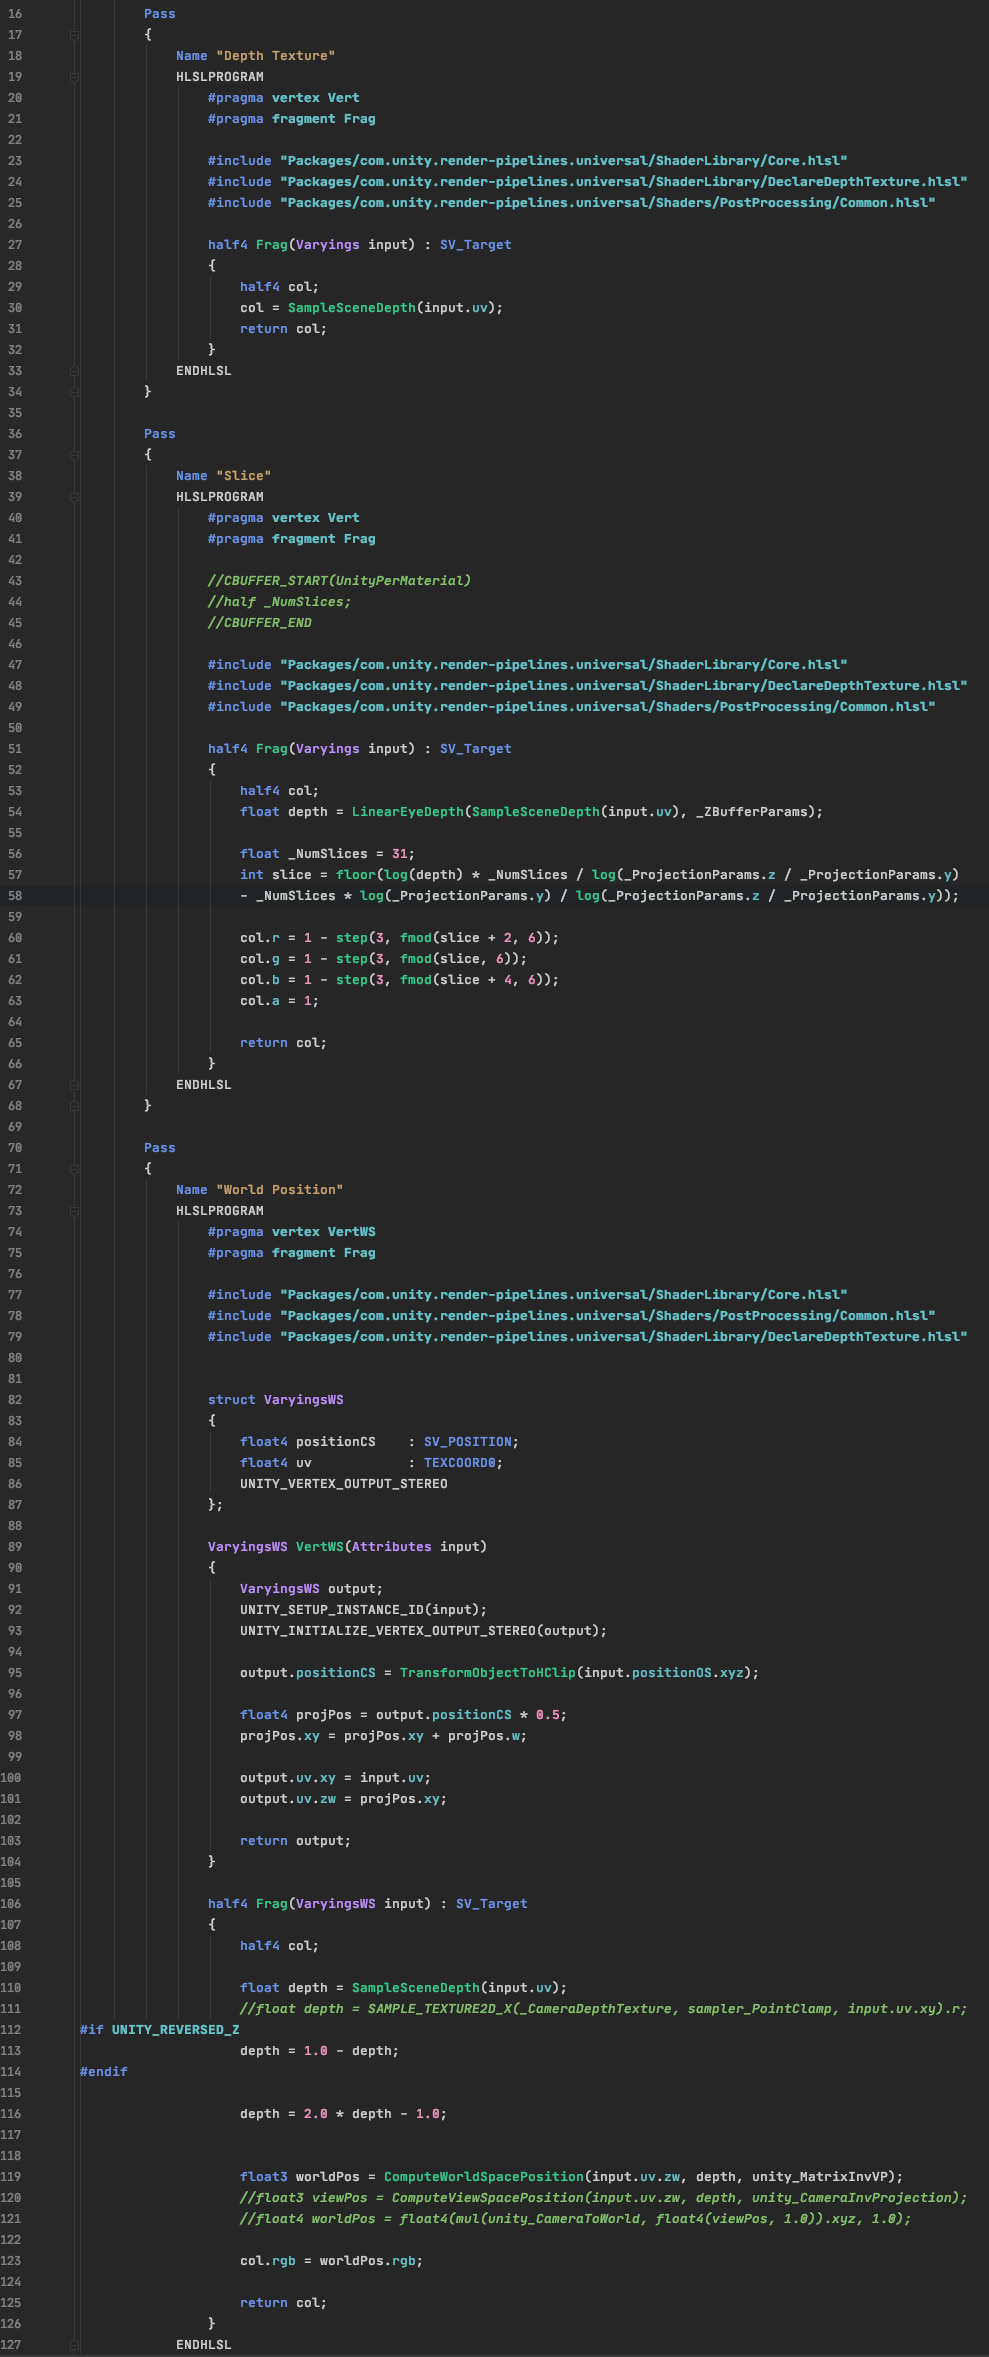 16 Pass
17 {
18 Name "Depth Texture"
19 HLSLPROGRAM
20 #pragma vertex Vert
21 #pragma fragment Frag
22
23 #include "Packages/com.unity.render-pipelines.universal/ShaderLibrary/Core.hlsl"
24 #include "Packages/com.unity.render-pipelines.universal/ShaderLibrary/DeclareDepthTexture.hlsl"
25 #include "Packages/com.unity.render-pipelines.universal/Shaders/PostProcessing/Common.hlsl"
26
27 half4 Frag(Varyings input) : SV_Target
28 {
29 half4 col;
30 col = SampleSceneDepth(input.uv);
31 return col;
32 }
33 ENDHLSL
34 }
35
36 Pass
37 {
38 Name "Slice"
39 HLSLPROGRAM
40 #pragma vertex Vert
41 #pragma fragment Frag
42
43 //CBUFFER_START(UnityPerMaterial)
44 //half _NumSlices;
45 //CBUFFER_END
46
47 #include "Packages/com.unity.render-pipelines.universal/ShaderLibrary/Core.hlsl"
48 #include "Packages/com.unity.render-pipelines.universal/ShaderLibrary/DeclareDepthTexture.hlsl"
49 #include "Packages/com.unity.render-pipelines.universal/Shaders/PostProcessing/Common.hlsl"
50
51 half4 Frag(Varyings input) : SV_Target
52 {
53 half4 col;
54 float depth = LinearEyeDepth(SampleSceneDepth(input.uv), _ZBufferParams);
55
56 float _NumSlices = 31;
57 int slice = floor(log(depth) * _NumSlices / log(_ProjectionParams.z / _ProjectionParams.y)
58 - _NumSlices * log(_ProjectionParams.y) / log(_ProjectionParams.z / _ProjectionParams.y));
59
60 col.r = 1 - step(3, fmod(slice + 2, 6));
61 col.g = 1 - step(3, fmod(slice, 6));
62 col.b = 1 - step(3, fmod(slice + 4, 6));
63 col.a = 1;
64
65 return col;
66 }
67 ENDHLSL
68 }
69
70 Pass
71 {
72 Name "World Position"
73 HLSLPROGRAM
74 #pragma vertex VertWS
75 #pragma fragment Frag
76
77 #include "Packages/com.unity.render-pipelines.universal/ShaderLibrary/Core.hlsl"
78 #include "Packages/com.unity.render-pipelines.universal/Shaders/PostProcessing/Common.hlsl"
79 #include "Packages/com.unity.render-pipelines.universal/ShaderLibrary/DeclareDepthTexture.hlsl"
80
81
82 struct VaryingsWS
83 {
84 float4 positionCS : SV_POSITION;
85 float4 uv : TEXCOORD0;
86 UNITY_VERTEX_OUTPUT_STEREO
87 };
88
89 VaryingsWS VertWS(Attributes input)
90 {
91 VaryingsWS output;
92 UNITY_SETUP_INSTANCE_ID(input);
93 UNITY_INITIALIZE_VERTEX_OUTPUT_STEREO(output);
94
95 output.positionCS = TransformObjectToHClip(input.positionOS.xyz);
96
97 float4 projPos = output.positionCS * 0.5;
98 projPos.xy = projPos.xy + projPos.w;
99
100 output.uv.xy = input.uv;
101 output.uv.zw = projPos.xy;
102
103 return output;
104 }
105
106 half4 Frag(VaryingsWS input) : SV_Target
107 {
108 half4 col;
109
110 float depth = SampleSceneDepth(input.uv);
111 //float depth = SAMPLE_TEXTURE2D_X(_CameraDepthTexture, sampler_PointClamp, input.uv.xy).r;
112 #if UNITY_REVERSED_Z
113 depth = 1.0 - depth;
114 #endif
115
116 depth = 2.0 * depth - 1.0;
117
118
119 float3 worldPos = ComputeWorldSpacePosition(input.uv.zw, depth, unity_MatrixInvVP);
120 //float3 viewPos = ComputeViewSpacePosition(input.uv.zw, depth, unity_CameraInvProjection);
121 //float4 worldPos = float4(mul(unity_CameraToWorld, float4(viewPos, 1.0)).xyz, 1.0);
122
123 col.rgb = worldPos.rgb;
124
125 return col;
126 }
127 ENDHLSL